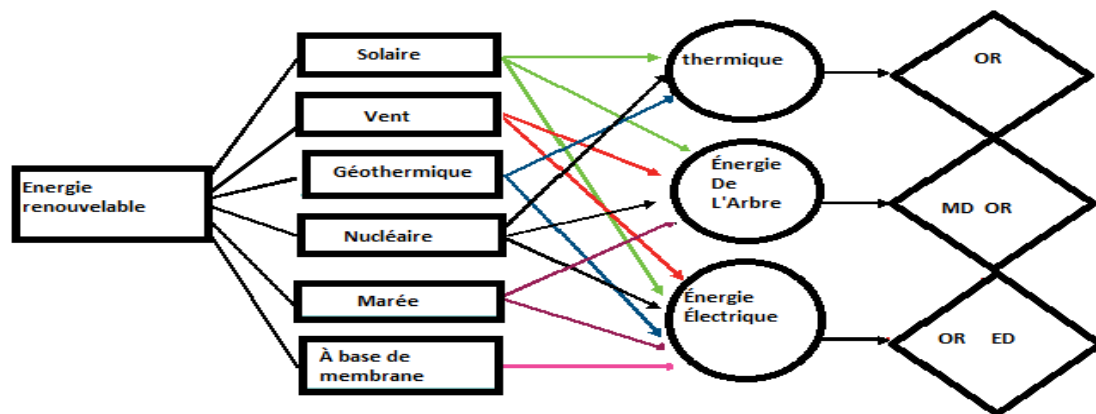 Energie
renouvelable
Solaire
Vent
Géothermique
Nucléaire
Marée
À base de
membrane
thermique
Énergie
De
L'Arbre
Énergie
Électrique
OR
MD OR
OR ED